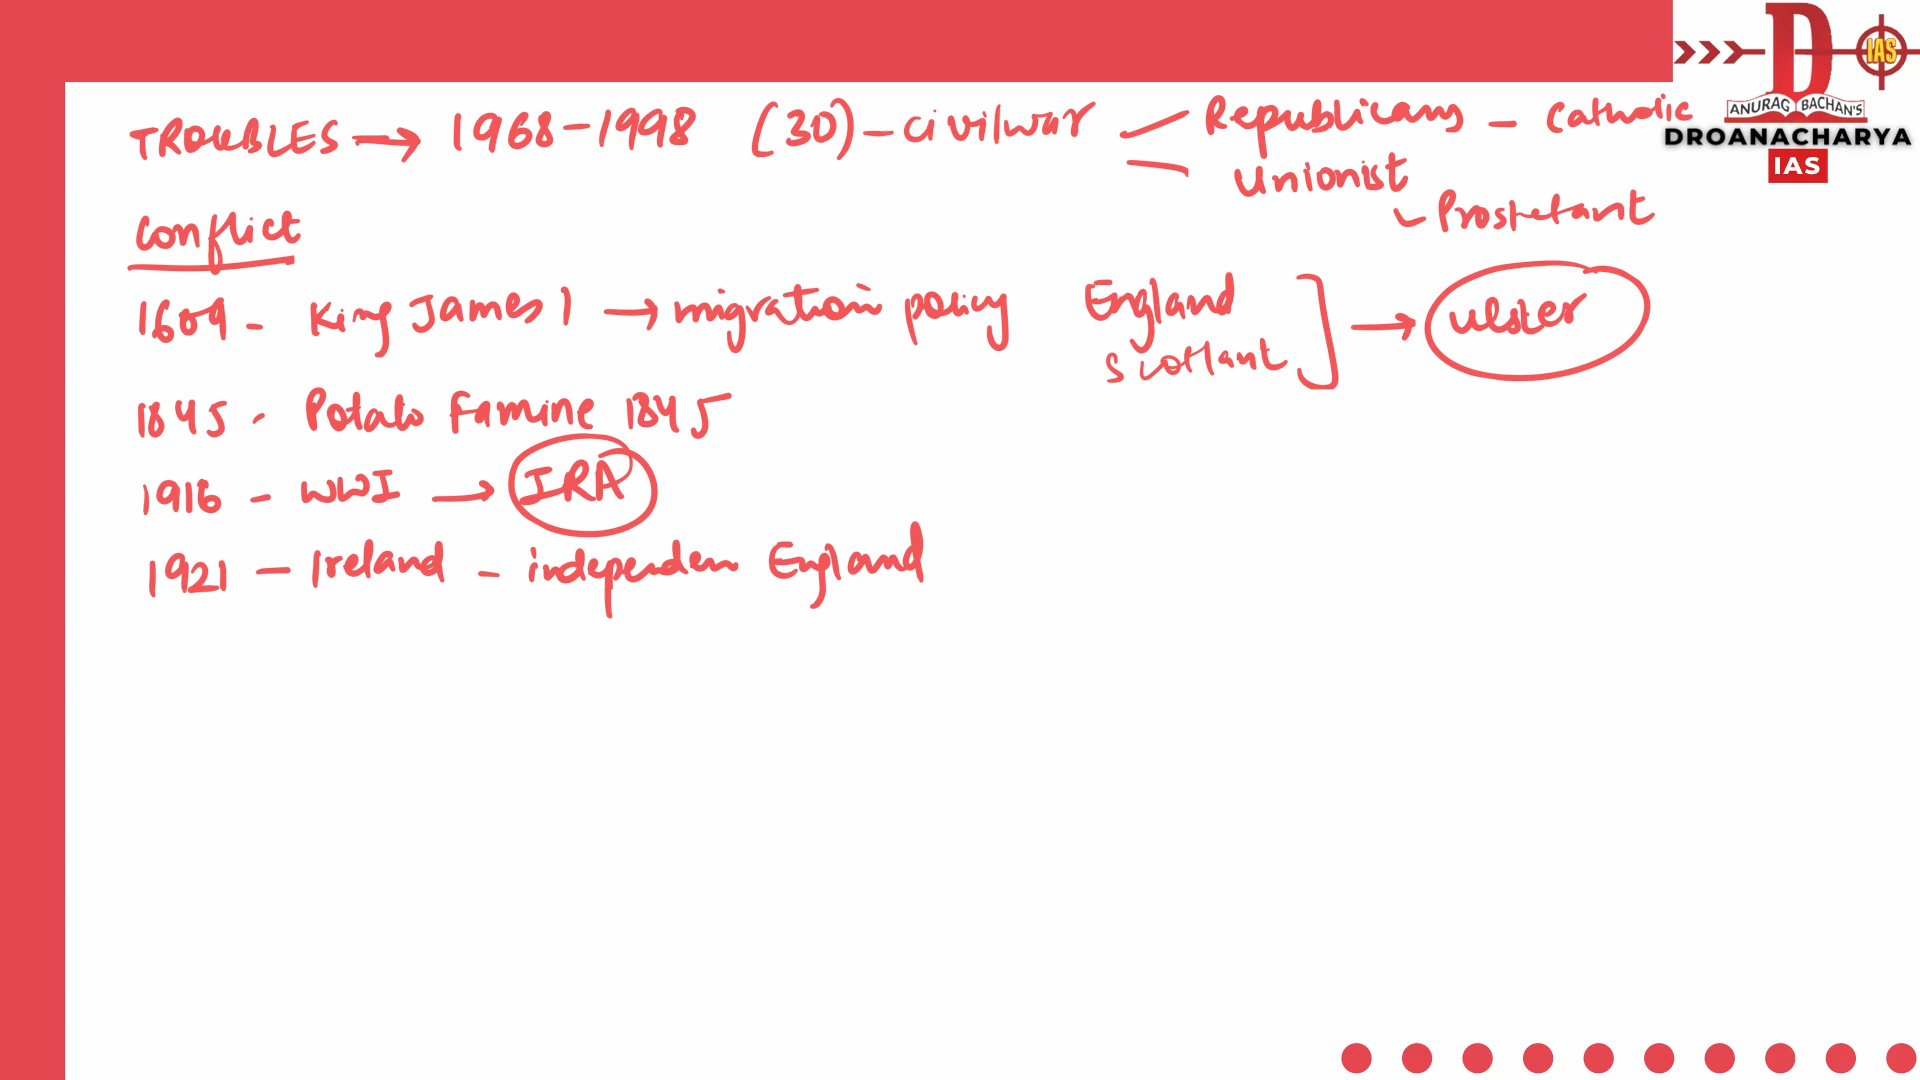 TROUBLES → 1968-1998 (30) - civilwar Republicans - Catholic
Unionist
Prostetant
Conflict
1609 - King James I → migration policy England → Ulster
Scotlant
1845 - Potato Famine 1845
1916 - WWI → IRA
1921 - Ireland - independen England
D IAS
ANURAG BACHAN'S
DROANACHARYA
IAS